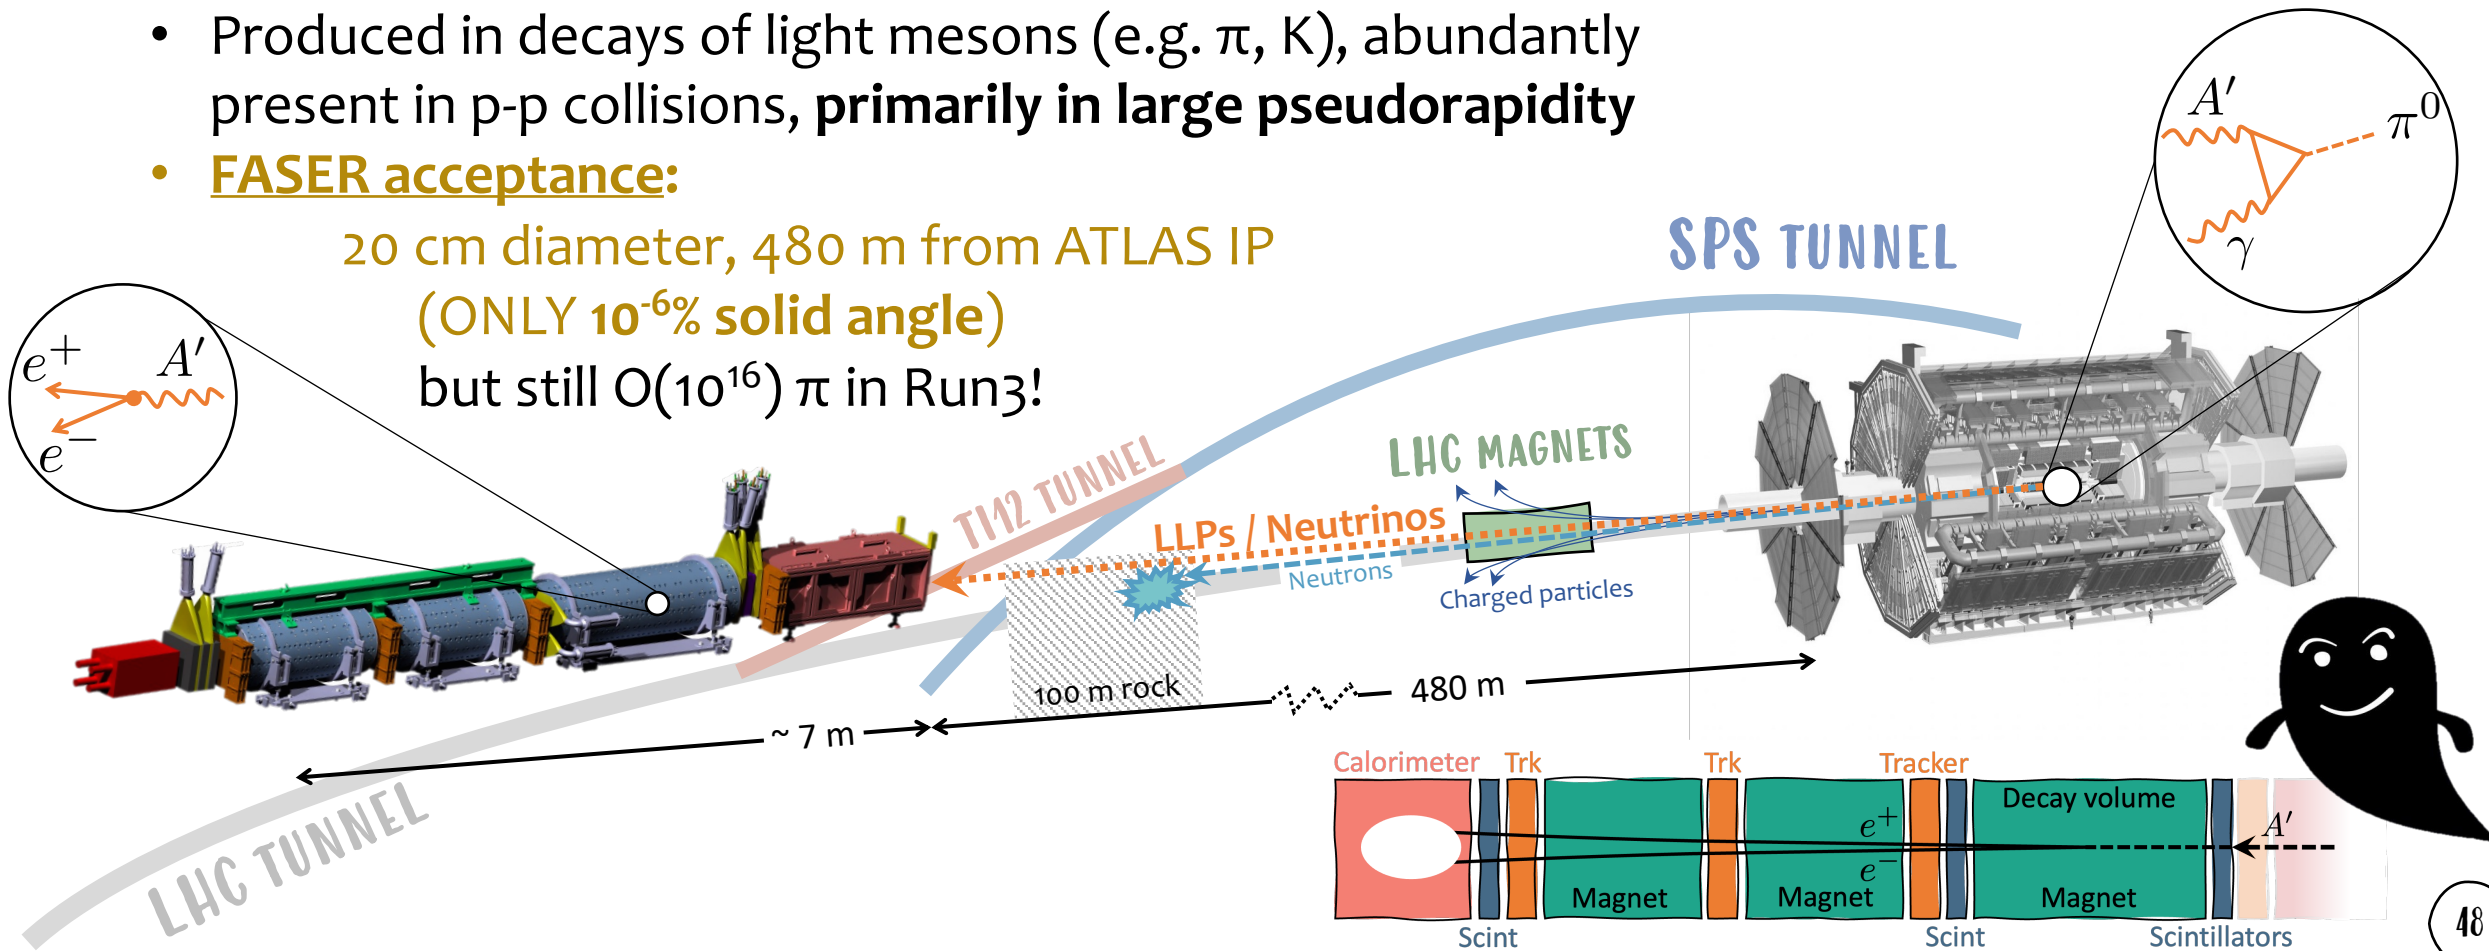 • Produced in decays of light mesons (e.g. π, K), abundantly
present in p-p collisions, primarily in large pseudorapidity
• FASER acceptance:
20 cm diameter, 480 m from ATLAS IP
(ONLY 10⁻⁶% solid angle)
but still O(10¹⁶) π in Run3!
A′
π⁰
γ
SPS TUNNEL
e⁺
A′
e⁻
TI12 TUNNEL
LHC MAGNETS
LLPs / Neutrinos
Neutrons
Charged particles
100 m rock
480 m
~ 7 m
LHC TUNNEL
Calorimeter
Trk
Trk
Tracker
Decay volume
e⁺
A′
e⁻
Magnet
Magnet
Magnet
Scint
Scint
Scintillators
48